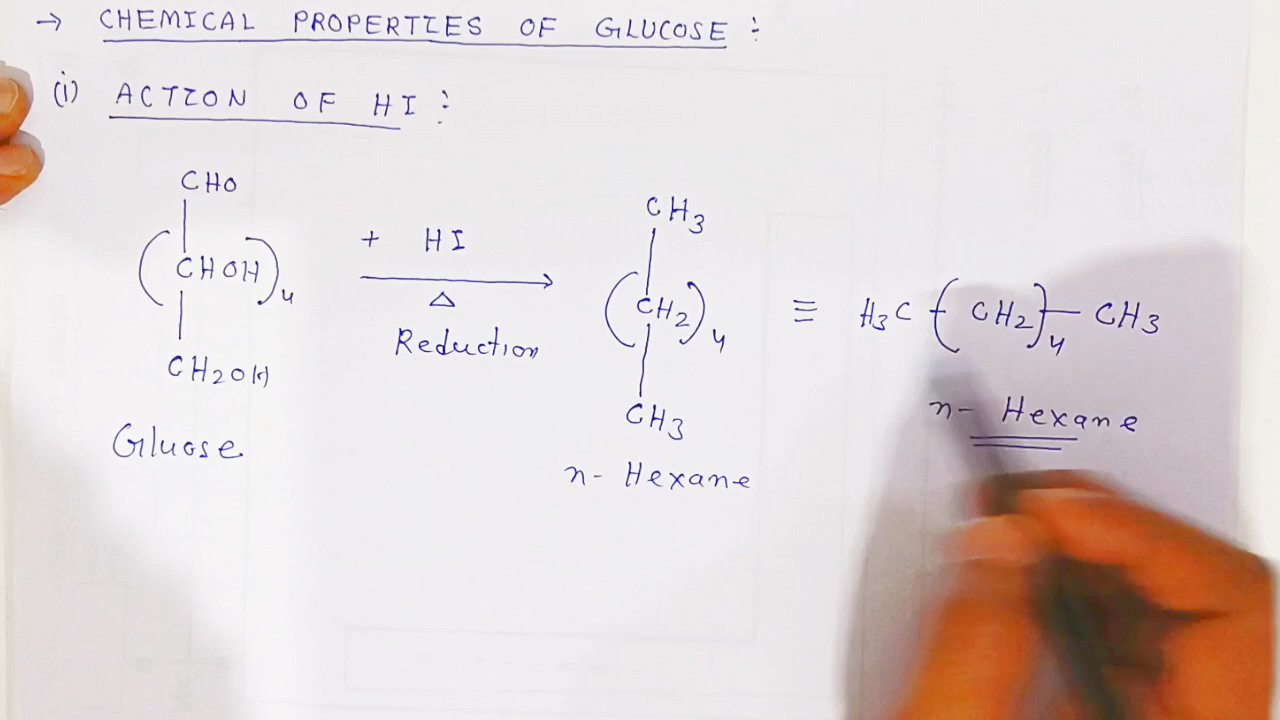 → CHEMICAL PROPERTIES OF GLUCOSE :
(i) ACTION OF HI :
CHO
(CHOH)4
CH2OH
Gluose
+ HI
Δ
Reduction
CH3
(CH2)4
CH3
n- Hexane
≡ H3C-(CH2)4-CH3
n- Hexane